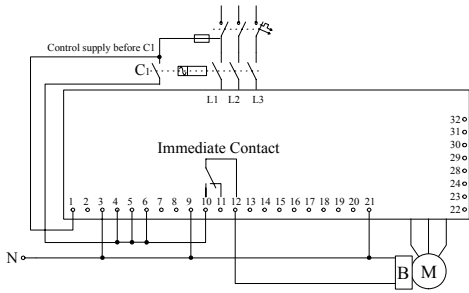 Control supply before C1
C1
L1 L2 L3
32
31
30
29
28
24
23
22
Immediate Contact
1 2 3 4 5 6 7 8 9 10 11 12 13 14 15 16 17 18 19 20 21
N
B M